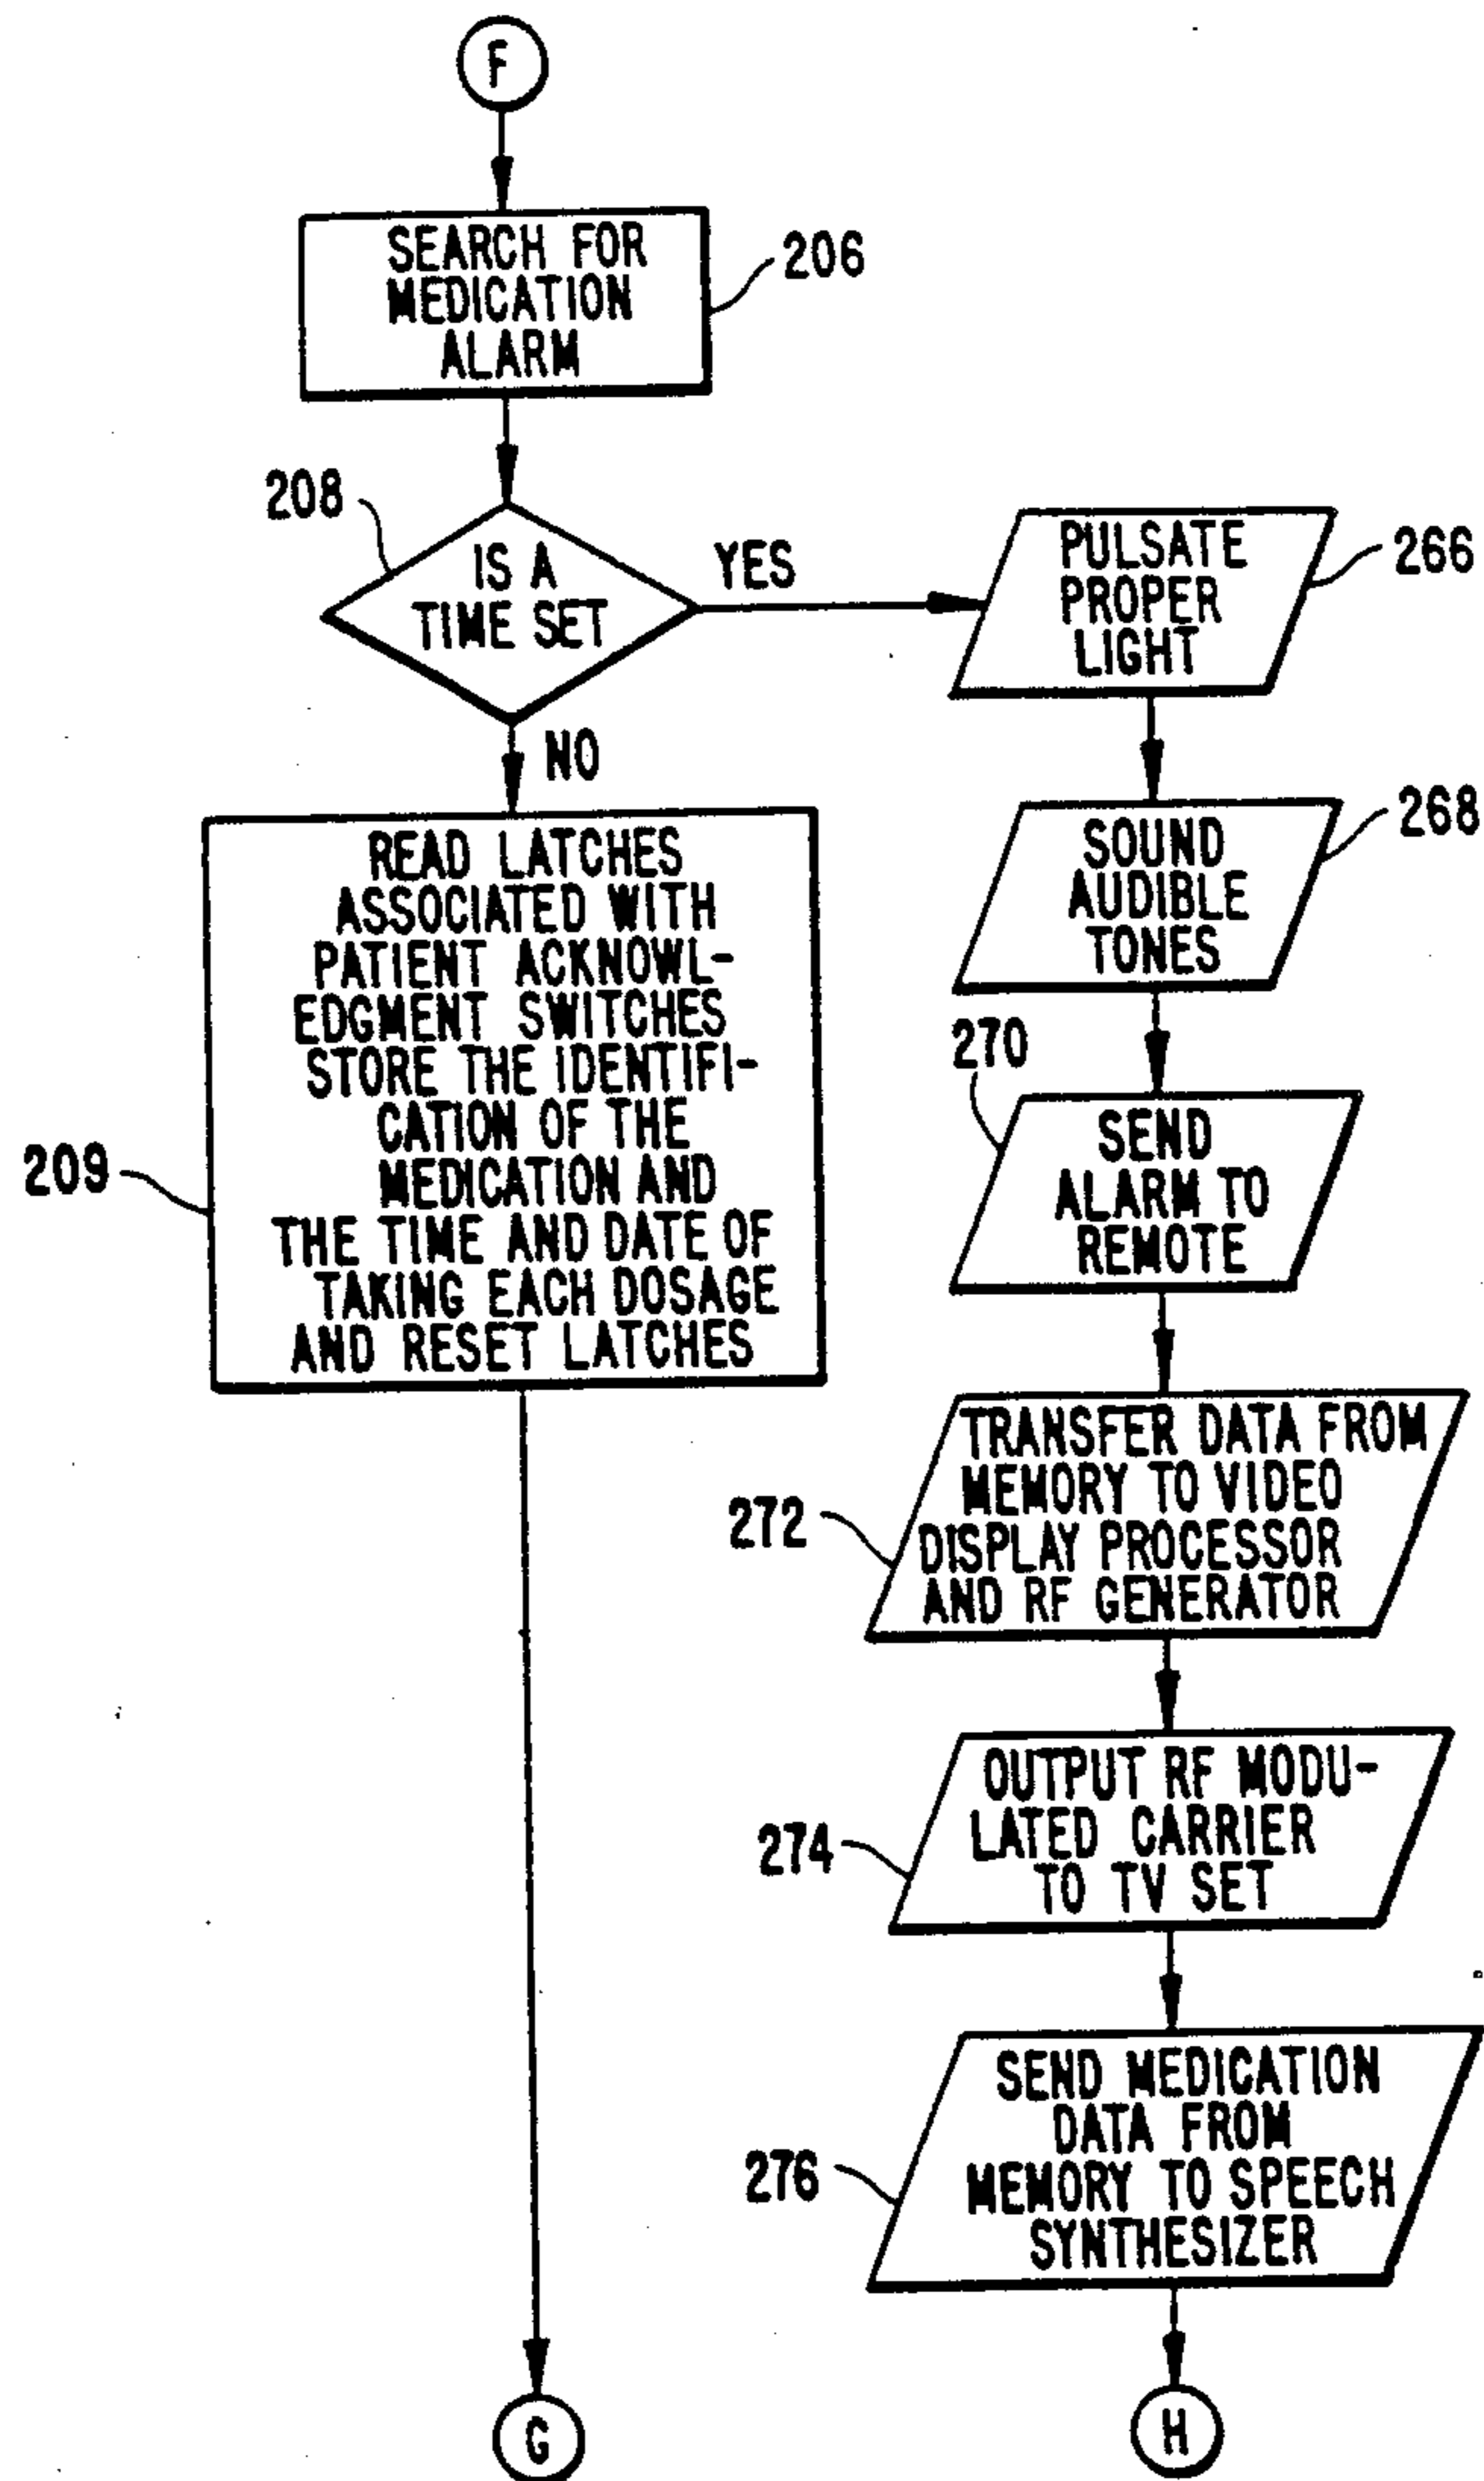 F
SEARCH FOR
MEDICATION
ALARM
206
208
IS A
TIME SET
YES
NO
PULSATE
PROPER
LIGHT
266
SOUND
AUDIBLE
TONES
268
READ LATCHES
ASSOCIATED WITH
PATIENT ACKNOWL-
EDGMENT SWITCHES
STORE THE IDENTIFI-
CATION OF THE
MEDICATION AND
THE TIME AND DATE OF
TAKING EACH DOSAGE
AND RESET LATCHES
209
270
SEND
ALARM TO
REMOTE
TRANSFER DATA FROM
MEMORY TO VIDEO
DISPLAY PROCESSOR
AND RF GENERATOR
272
OUTPUT RF MODU-
LATED CARRIER
TO TV SET
274
SEND MEDICATION
DATA FROM
MEMORY TO SPEECH
SYNTHESIZER
276
G
H